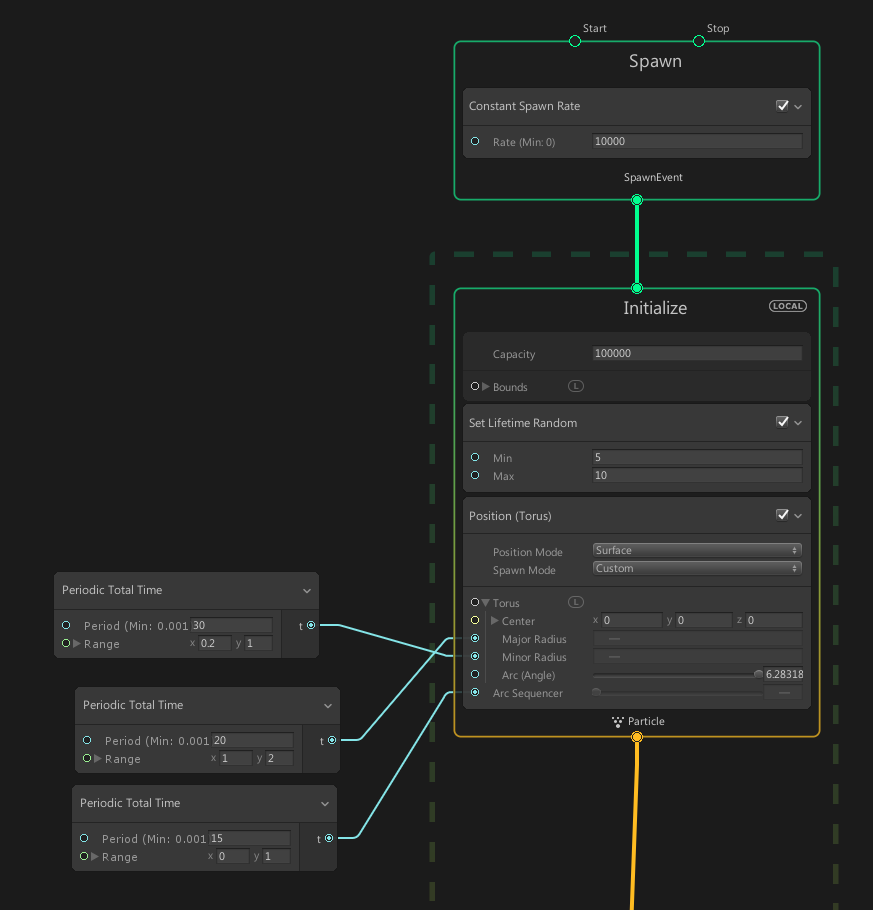 Start Stop
Spawn
Constant Spawn Rate
Rate (Min: 0) 10000
SpawnEvent
Initialize LOCAL
Capacity 100000
Bounds L
Set Lifetime Random
Min 5
Max 10
Position (Torus)
Position Mode Surface
Spawn Mode Custom
Torus L
Center x 0 y 0 z 0
Major Radius —
Minor Radius —
Arc (Angle) 6.28318
Arc Sequencer —
Particle
Periodic Total Time
Period (Min: 0.001 30 t
Range x 0.2 y 1
Periodic Total Time
Period (Min: 0.001 20 t
Range x 1 y 2
Periodic Total Time
Period (Min: 0.001 15 t
Range x 0 y 1